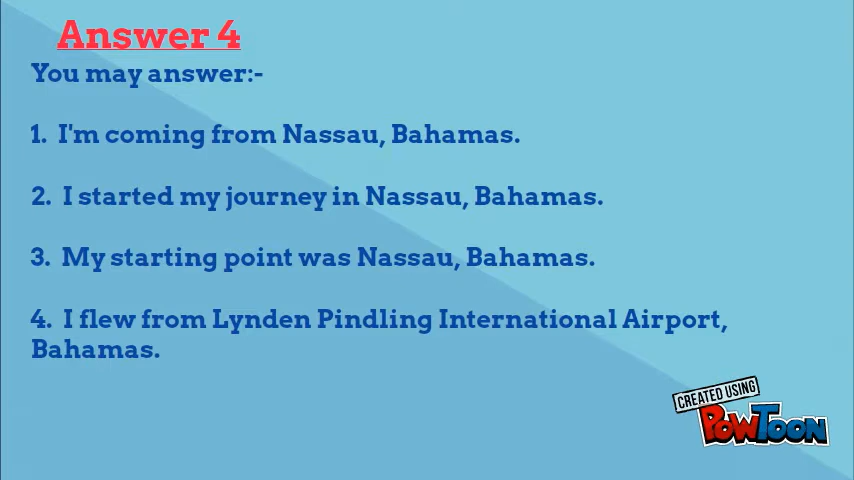 Answer 4
You may answer:-
1. I'm coming from Nassau, Bahamas.
2. I started my journey in Nassau, Bahamas.
3. My starting point was Nassau, Bahamas.
4. I flew from Lynden Pindling International Airport,
Bahamas.
CREATED USING
POWTOON